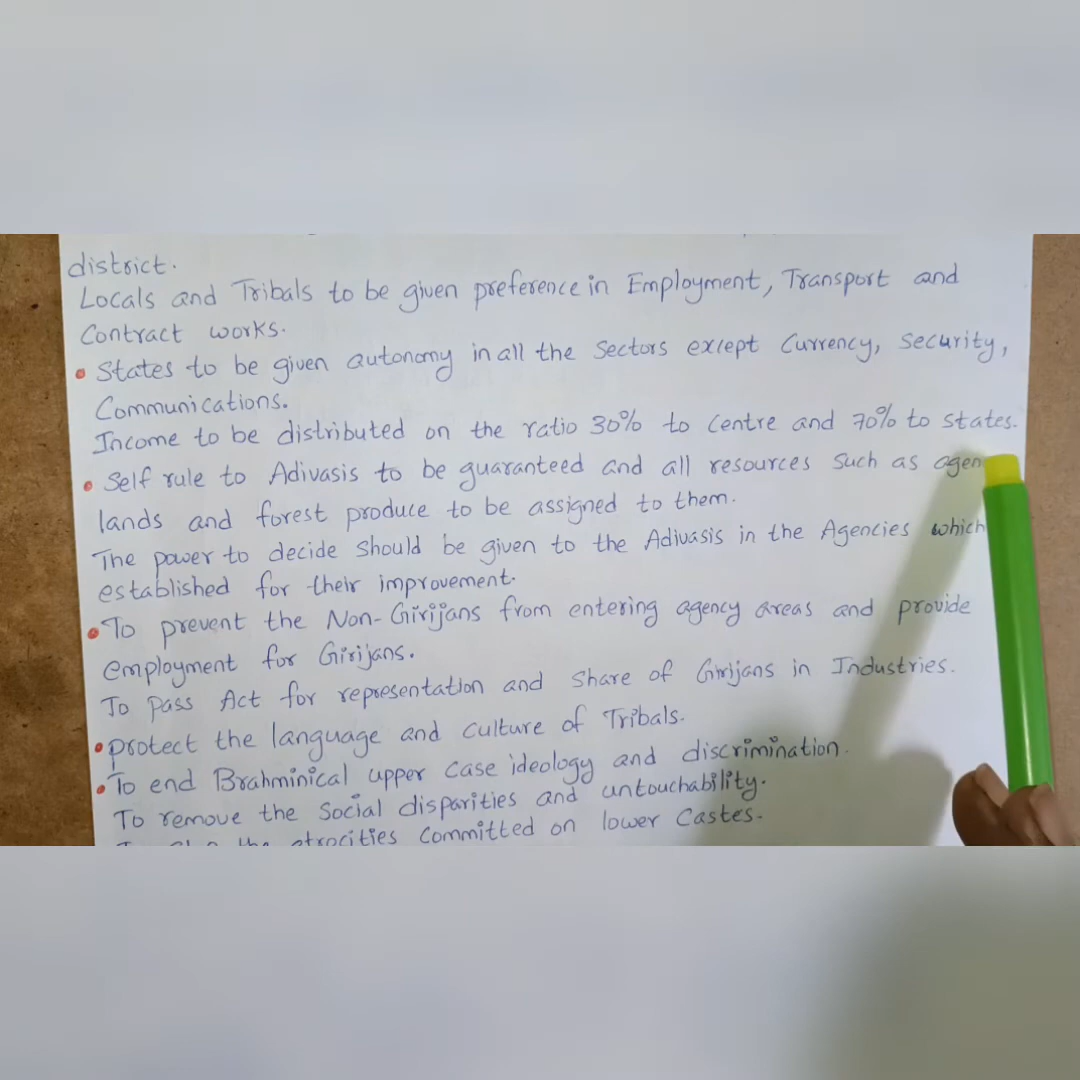 district.
Locals and Tribals to be given preference in Employment, Transport and
Contract works.
• States to be given autonomy in all the sectors except Currency, Security,
Communications.
Income to be distributed on the ratio 30% to Centre and 70% to States.
• Self rule to Adivasis to be guaranteed and all resources such as agen
lands and forest produce to be assigned to them.
The power to decide should be given to the Adivasis in the Agencies which
established for their improvement.
• To prevent the Non-Girijans from entering agency areas and provide
employment for Girijans.
To pass Act for representation and share of Girijans in Industries.
• Protect the language and culture of Tribals.
• To end Brahminical upper case ideology and discrimination.
To remove the social disparities and untouchability.
the atrocities committed on lower castes.